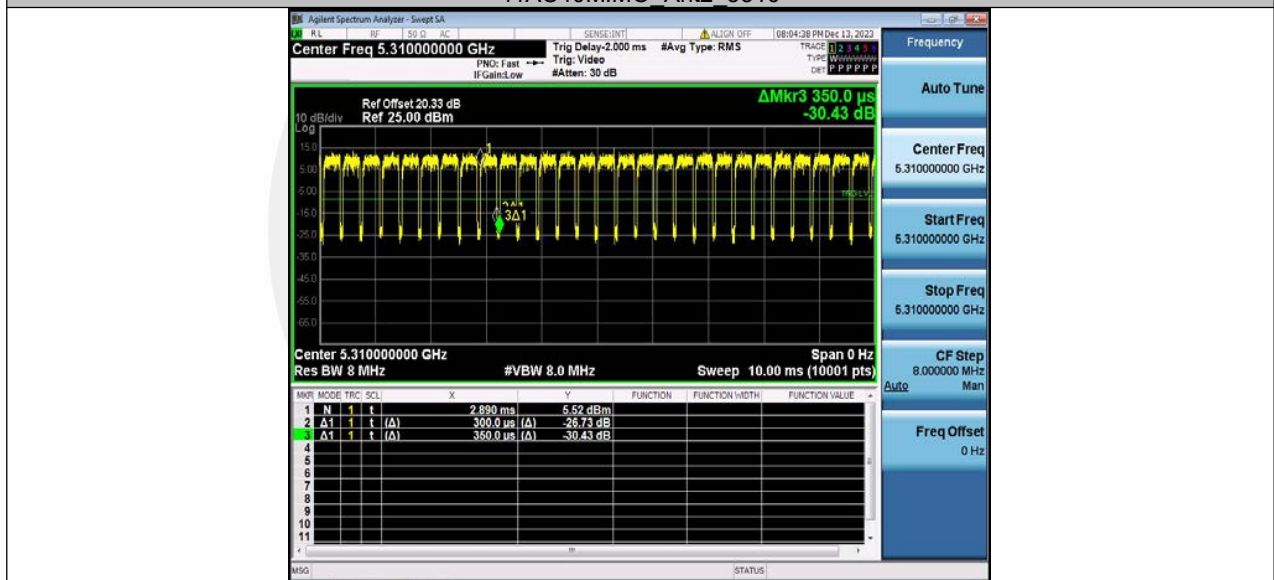 11AC40MIMO_Ant2_5310
Agilent Spectrum Analyzer - Swept SA
RL RF 50 Ω AC SENSE:INT ALIGN OFF 08:04:38 PM Dec 13, 2023
Center Freq 5.310000000 GHz
PNO: Fast
IFGain:Low
Trig Delay-2.000 ms
Trig: Video
#Atten: 30 dB
#Avg Type: RMS
TRACE 1 2 3 4 5 6
TYPE W
DET P P P P P P
ΔMkr3 350.0 µs
-30.43 dB
Ref Offset 20.33 dB
10 dB/div Ref 25.00 dBm
Log
15.0
5.00
-5.00
-15.0
-25.0
-35.0
-45.0
-55.0
-65.0
1
3Δ1
TRIG LVL
Center 5.310000000 GHz Span 0 Hz
Res BW 8 MHz #VBW 8.0 MHz Sweep 10.00 ms (10001 pts)
MKR MODE TRC SCL X Y FUNCTION FUNCTION WIDTH FUNCTION VALUE
1 N 1 t 2.890 ms 5.52 dBm
2 Δ1 1 t (Δ) 300.0 µs (Δ) -26.73 dB
3 Δ1 1 t (Δ) 350.0 µs (Δ) -30.43 dB
4
5
6
7
8
9
10
11
MSG STATUS
Frequency
Auto Tune
Center Freq
5.310000000 GHz
Start Freq
5.310000000 GHz
Stop Freq
5.310000000 GHz
CF Step
8.000000 MHz
Auto Man
Freq Offset
0 Hz